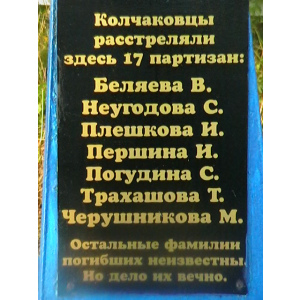 Колчаковцы
расстреляли
здесь 17 партизан:
Беляева В.
Неугодова С.
Плешкова И.
Першина И.
Погудина С.
Трахашова Т.
Черушникова М.
Остальные фамилии
погибших неизвестны.
Но дело их вечно.